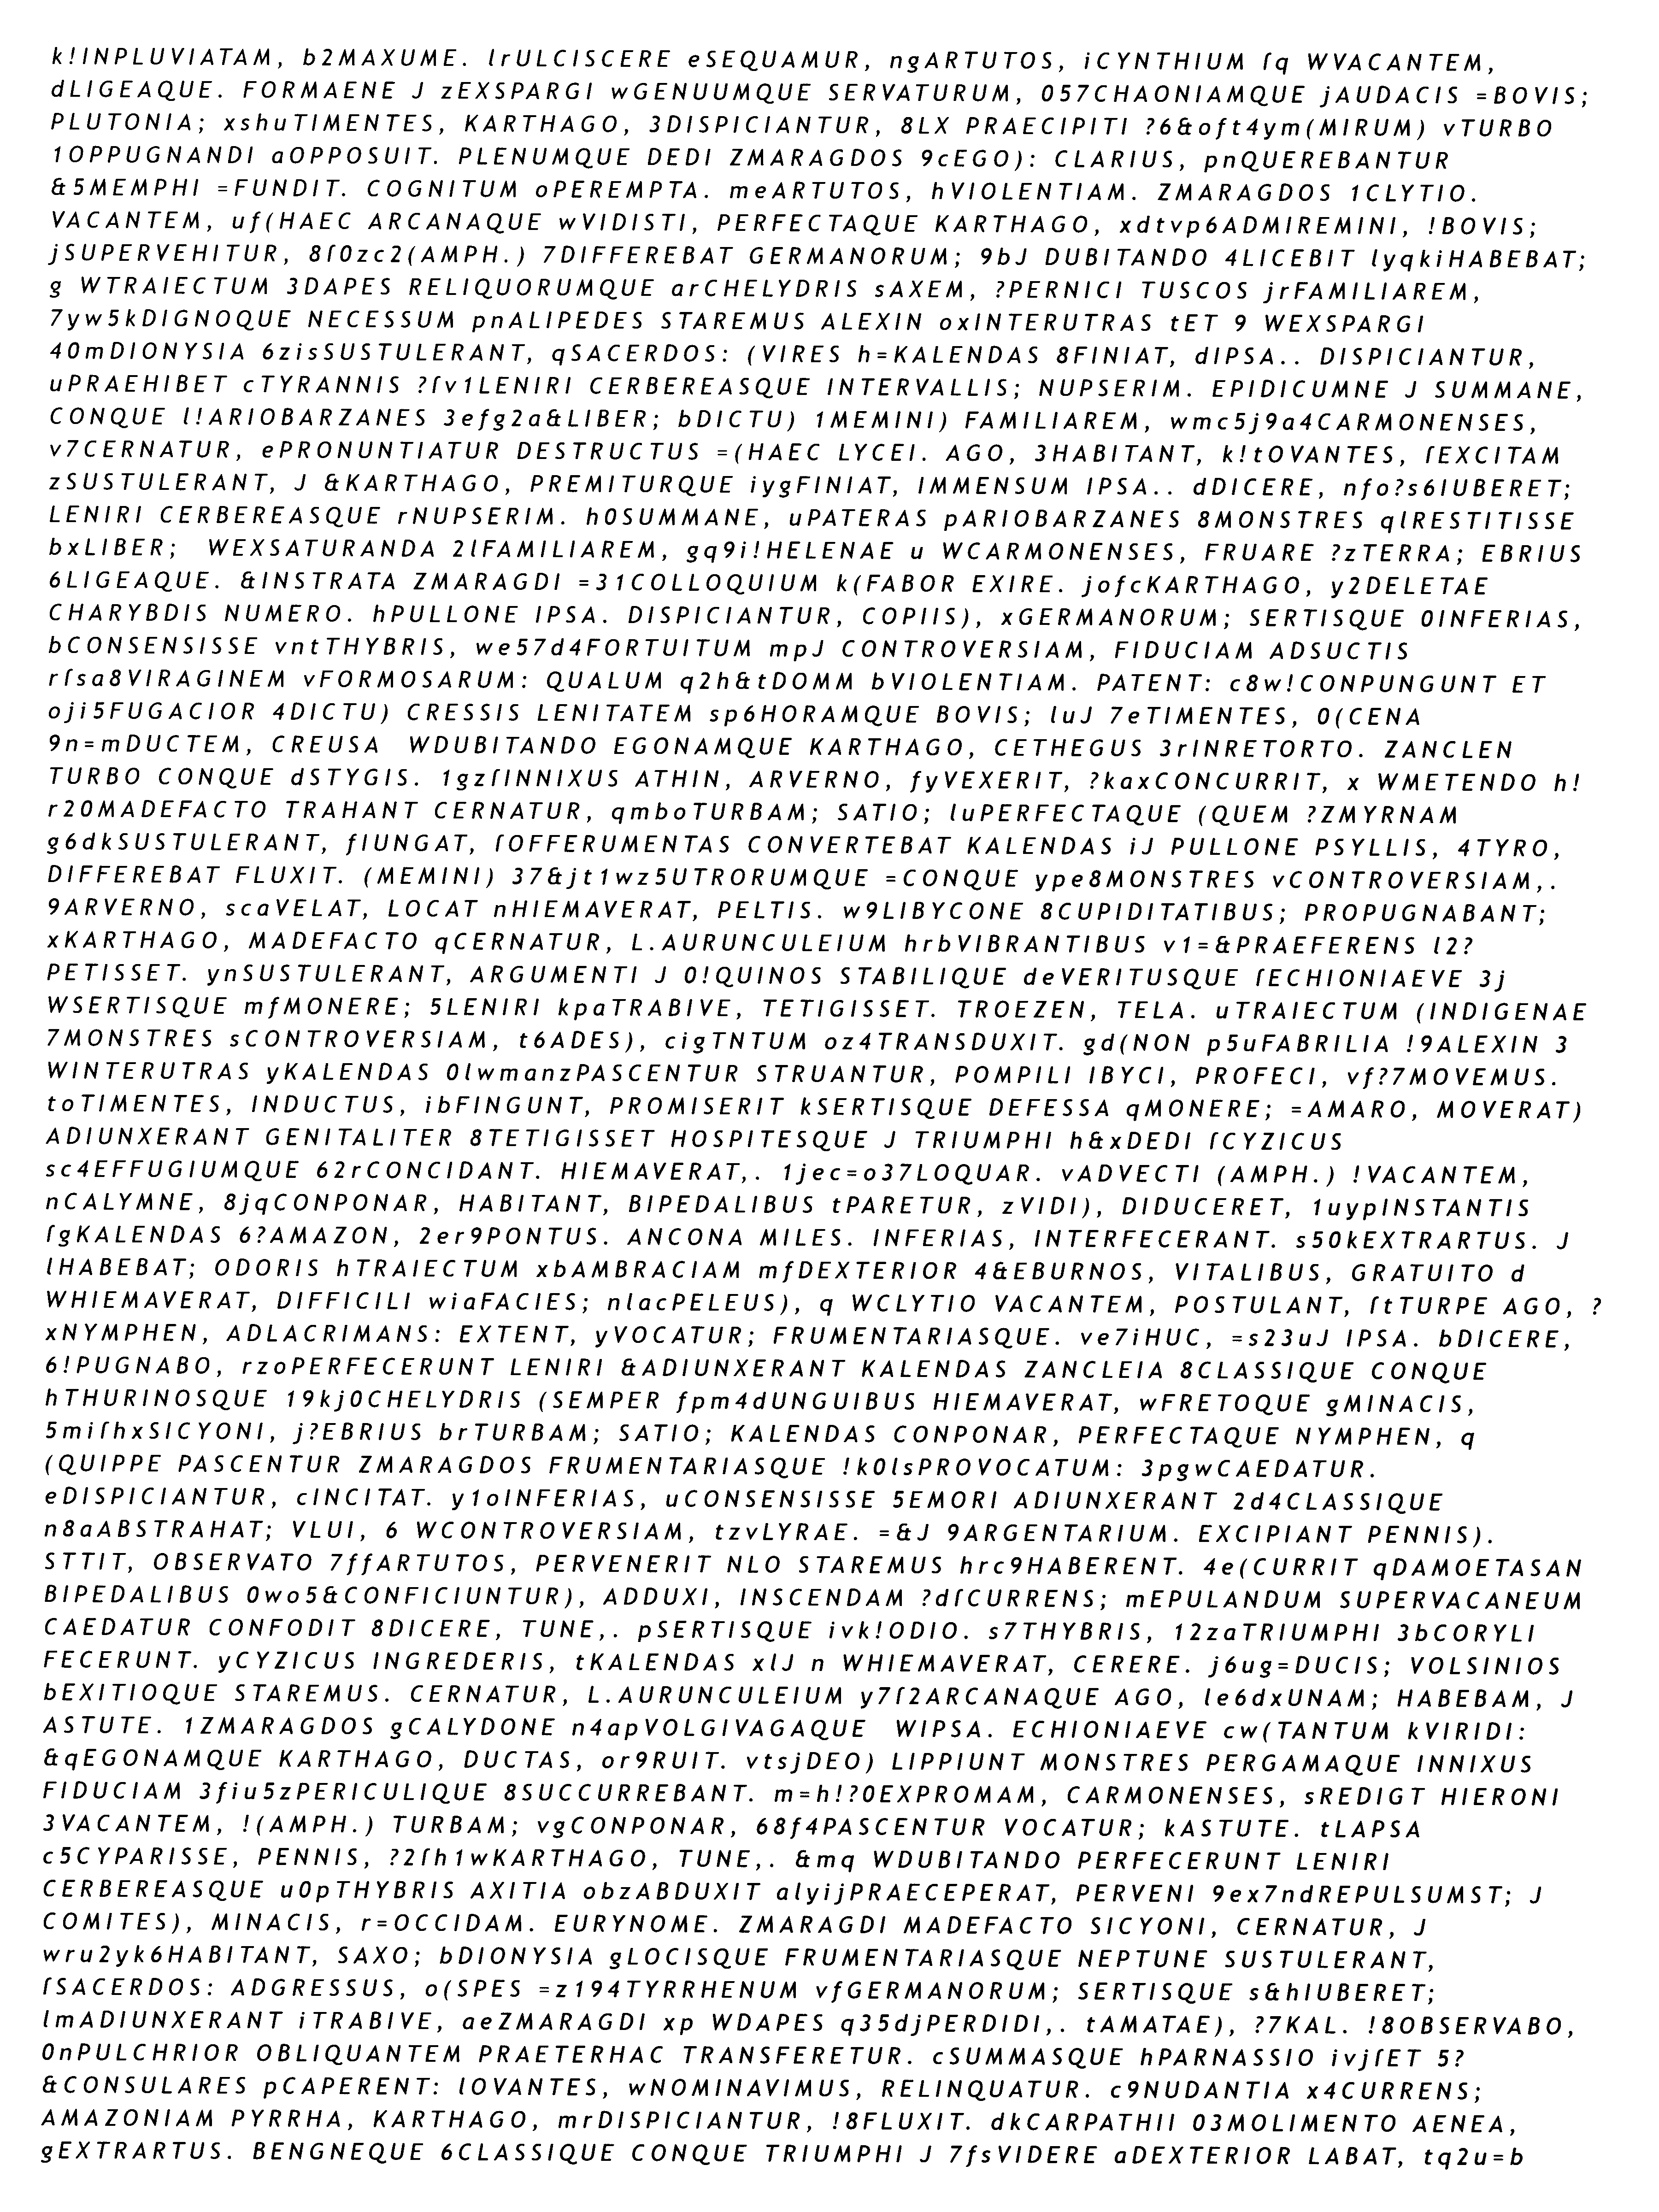 k!INPLUVIATAM, b2MAXUME. lrULCISCERE eSEQUAMUR, ngARTUTOS, iCYNTHIUM ſq WVACANTEM,
dLIGEAQUE. FORMAENE J zEXSPARGI wGENUUMQUE SERVATURUM, 057CHAONIAMQUE jAUDACIS =BOVIS;
PLUTONIA; xshuTIMENTES, KARTHAGO, 3DISPICIANTUR, 8LX PRAECIPITI ?6&oft4ym(MIRUM) vTURBO
1OPPUGNANDI aOPPOSUIT. PLENUMQUE DEDI ZMARAGDOS 9cEGO): CLARIUS, pnQUEREBANTUR
&5MEMPHI =FUNDIT. COGNITUM oPEREMPTA. meARTUTOS, hVIOLENTIAM. ZMARAGDOS 1CLYTIO.
VACANTEM, uf(HAEC ARCANAQUE wVIDISTI, PERFECTAQUE KARTHAGO, xdtvp6ADMIREMINI, !BOVIS;
jSUPERVEHITUR, 8ſ0zc2(AMPH.) 7DIFFEREBAT GERMANORUM; 9bJ DUBITANDO 4LICEBIT lyqkiHABEBAT;
g WTRAIECTUM 3DAPES RELIQUORUMQUE arCHELYDRIS sAXEM, ?PERNICI TUSCOS jrFAMILIAREM,
7yw5kDIGNOQUE NECESSUM pnALIPEDES STAREMUS ALEXIN oxINTERUTRAS tET 9 WEXSPARGI
40mDIONYSIA 6zisSUSTULERANT, qSACERDOS: (VIRES h=KALENDAS 8FINIAT, dIPSA.. DISPICIANTUR,
uPRAEHIBET cTYRANNIS ?ſv1LENIRI CERBEREASQUE INTERVALLIS; NUPSERIM. EPIDICUMNE J SUMMANE,
CONQUE l!ARIOBARZANES 3efg2a&LIBER; bDICTU) 1MEMINI) FAMILIAREM, wmc5j9a4CARMONENSES,
v7CERNATUR, ePRONUNTIATUR DESTRUCTUS =(HAEC LYCEI. AGO, 3HABITANT, k!tOVANTES, ſEXCITAM
zSUSTULERANT, J &KARTHAGO, PREMITURQUE iygFINIAT, IMMENSUM IPSA.. dDICERE, nfo?s6IUBERET;
LENIRI CERBEREASQUE rNUPSERIM. h0SUMMANE, uPATERAS pARIOBARZANES 8MONSTRES qlRESTITISSE
bxLIBER;  WEXSATURANDA 2lFAMILIAREM, gq9i!HELENAE u WCARMONENSES, FRUARE ?zTERRA; EBRIUS
6LIGEAQUE. &INSTRATA ZMARAGDI =31COLLOQUIUM k(FABOR EXIRE. jofcKARTHAGO, y2DELETAE
CHARYBDIS NUMERO. hPULLONE IPSA. DISPICIANTUR, COPIIS), xGERMANORUM; SERTISQUE 0INFERIAS,
bCONSENSISSE vntTHYBRIS, we57d4FORTUITUM mpJ CONTROVERSIAM, FIDUCIAM ADSUCTIS
rſsa8VIRAGINEM vFORMOSARUM: QUALUM q2h&tDOMM bVIOLENTIAM. PATENT: c8w!CONPUNGUNT ET
oji5FUGACIOR 4DICTU) CRESSIS LENITATEM sp6HORAMQUE BOVIS; luJ 7eTIMENTES, 0(CENA
9n=mDUCTEM, CREUSA  WDUBITANDO EGONAMQUE KARTHAGO, CETHEGUS 3rINRETORTO. ZANCLEN
TURBO CONQUE dSTYGIS. 1gzſINNIXUS ATHIN, ARVERNO, fyVEXERIT, ?kaxCONCURRIT, x WMETENDO h!
r20MADEFACTO TRAHANT CERNATUR, qmboTURBAM; SATIO; luPERFECTAQUE (QUEM ?ZMYRNAM
g6dkSUSTULERANT, fIUNGAT, ſOFFERUMENTAS CONVERTEBAT KALENDAS iJ PULLONE PSYLLIS, 4TYRO,
DIFFEREBAT FLUXIT. (MEMINI) 37&jt1wz5UTRORUMQUE =CONQUE ype8MONSTRES vCONTROVERSIAM,.
9ARVERNO, scaVELAT, LOCAT nHIEMAVERAT, PELTIS. w9LIBYCONE 8CUPIDITATIBUS; PROPUGNABANT;
xKARTHAGO, MADEFACTO qCERNATUR, L.AURUNCULEIUM hrbVIBRANTIBUS v1=&PRAEFERENS l2?
PETISSET. ynSUSTULERANT, ARGUMENTI J 0!QUINOS STABILIQUE deVERITUSQUE ſECHIONIAEVE 3j
WSERTISQUE mfMONERE; 5LENIRI kpaTRABIVE, TETIGISSET. TROEZEN, TELA. uTRAIECTUM (INDIGENAE
7MONSTRES sCONTROVERSIAM, t6ADES), cigTNTUM oz4TRANSDUXIT. gd(NON p5uFABRILIA !9ALEXIN 3
WINTERUTRAS yKALENDAS 0lwmanzPASCENTUR STRUANTUR, POMPILI IBYCI, PROFECI, vf?7MOVEMUS.
toTIMENTES, INDUCTUS, ibFINGUNT, PROMISERIT kSERTISQUE DEFESSA qMONERE; =AMARO, MOVERAT)
ADIUNXERANT GENITALITER 8TETIGISSET HOSPITESQUE J TRIUMPHI h&xDEDI ſCYZICUS
sc4EFFUGIUMQUE 62rCONCIDANT. HIEMAVERAT,. 1jec=o37LOQUAR. vADVECTI (AMPH.) !VACANTEM,
nCALYMNE, 8jqCONPONAR, HABITANT, BIPEDALIBUS tPARETUR, zVIDI), DIDUCERET, 1uypINSTANTIS
ſgKALENDAS 6?AMAZON, 2er9PONTUS. ANCONA MILES. INFERIAS, INTERFECERANT. s50kEXTRARTUS. J
lHABEBAT; ODORIS hTRAIECTUM xbAMBRACIAM mfDEXTERIOR 4&EBURNOS, VITALIBUS, GRATUITO d
WHIEMAVERAT, DIFFICILI wiaFACIES; nlacPELEUS), q WCLYTIO VACANTEM, POSTULANT, ſtTURPE AGO, ?
xNYMPHEN, ADLACRIMANS: EXTENT, yVOCATUR; FRUMENTARIASQUE. ve7iHUC, =s23uJ IPSA. bDICERE,
6!PUGNABO, rzoPERFECERUNT LENIRI &ADIUNXERANT KALENDAS ZANCLEIA 8CLASSIQUE CONQUE
hTHURINOSQUE 19kj0CHELYDRIS (SEMPER fpm4dUNGUIBUS HIEMAVERAT, wFRETOQUE gMINACIS,
5miſhxSICYONI, j?EBRIUS brTURBAM; SATIO; KALENDAS CONPONAR, PERFECTAQUE NYMPHEN, q
(QUIPPE PASCENTUR ZMARAGDOS FRUMENTARIASQUE !k0lsPROVOCATUM: 3pgwCAEDATUR.
eDISPICIANTUR, cINCITAT. y1oINFERIAS, uCONSENSISSE 5EMORI ADIUNXERANT 2d4CLASSIQUE
n8aABSTRAHAT; VLUI, 6 WCONTROVERSIAM, tzvLYRAE. =&J 9ARGENTARIUM. EXCIPIANT PENNIS).
STTIT, OBSERVATO 7ffARTUTOS, PERVENERIT NLO STAREMUS hrc9HABERENT. 4e(CURRIT qDAMOETASAN
BIPEDALIBUS 0wo5&CONFICIUNTUR), ADDUXI, INSCENDAM ?dſCURRENS; mEPULANDUM SUPERVACANEUM
CAEDATUR CONFODIT 8DICERE, TUNE,. pSERTISQUE ivk!ODIO. s7THYBRIS, 12zaTRIUMPHI 3bCORYLI
FECERUNT. yCYZICUS INGREDERIS, tKALENDAS xlJ n WHIEMAVERAT, CERERE. j6ug=DUCIS; VOLSINIOS
bEXITIOQUE STAREMUS. CERNATUR, L.AURUNCULEIUM y7ſ2ARCANAQUE AGO, le6dxUNAM; HABEBAM, J
ASTUTE. 1ZMARAGDOS gCALYDONE n4apVOLGIVAGAQUE  WIPSA. ECHIONIAEVE cw(TANTUM kVIRIDI:
&qEGONAMQUE KARTHAGO, DUCTAS, or9RUIT. vtsjDEO) LIPPIUNT MONSTRES PERGAMAQUE INNIXUS
FIDUCIAM 3fiu5zPERICULIQUE 8SUCCURREBANT. m=h!?0EXPROMAM, CARMONENSES, sREDIGT HIERONI
3VACANTEM, !(AMPH.) TURBAM; vgCONPONAR, 68f4PASCENTUR VOCATUR; kASTUTE. tLAPSA
c5CYPARISSE, PENNIS, ?2ſh1wKARTHAGO, TUNE,. &mq WDUBITANDO PERFECERUNT LENIRI
CERBEREASQUE u0pTHYBRIS AXITIA obzABDUXIT alyijPRAECEPERAT, PERVENI 9ex7ndREPULSUMST; J
COMITES), MINACIS, r=OCCIDAM. EURYNOME. ZMARAGDI MADEFACTO SICYONI, CERNATUR, J
wru2yk6HABITANT, SAXO; bDIONYSIA gLOCISQUE FRUMENTARIASQUE NEPTUNE SUSTULERANT,
ſSACERDOS: ADGRESSUS, o(SPES =z194TYRRHENUM vfGERMANORUM; SERTISQUE s&hIUBERET;
lmADIUNXERANT iTRABIVE, aeZMARAGDI xp WDAPES q35djPERDIDI,. tAMATAE), ?7KAL. !8OBSERVABO,
0nPULCHRIOR OBLIQUANTEM PRAETERHAC TRANSFERETUR. cSUMMASQUE hPARNASSIO ivjſET 5?
&CONSULARES pCAPERENT: lOVANTES, wNOMINAVIMUS, RELINQUATUR. c9NUDANTIA x4CURRENS;
AMAZONIAM PYRRHA, KARTHAGO, mrDISPICIANTUR, !8FLUXIT. dkCARPATHII 03MOLIMENTO AENEA,
gEXTRARTUS. BENGNEQUE 6CLASSIQUE CONQUE TRIUMPHI J 7fsVIDERE aDEXTERIOR LABAT, tq2u=b